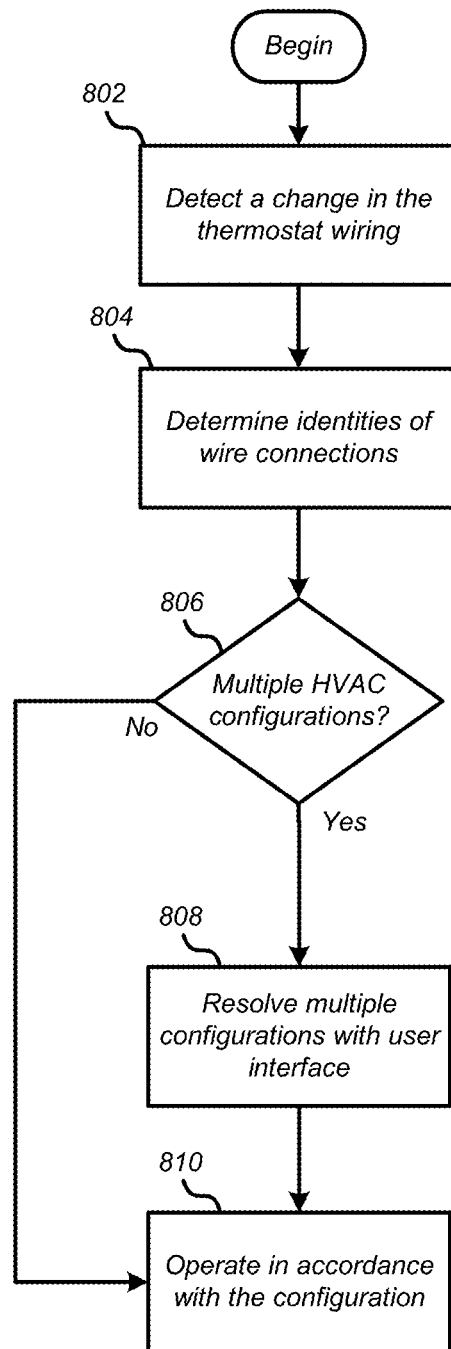 Begin
802
Detect a change in the
thermostat wiring
804
Determine identities of
wire connections
806
Multiple HVAC
configurations?
No
Yes
808
Resolve multiple
configurations with user
interface
810
Operate in accordance
with the configuration